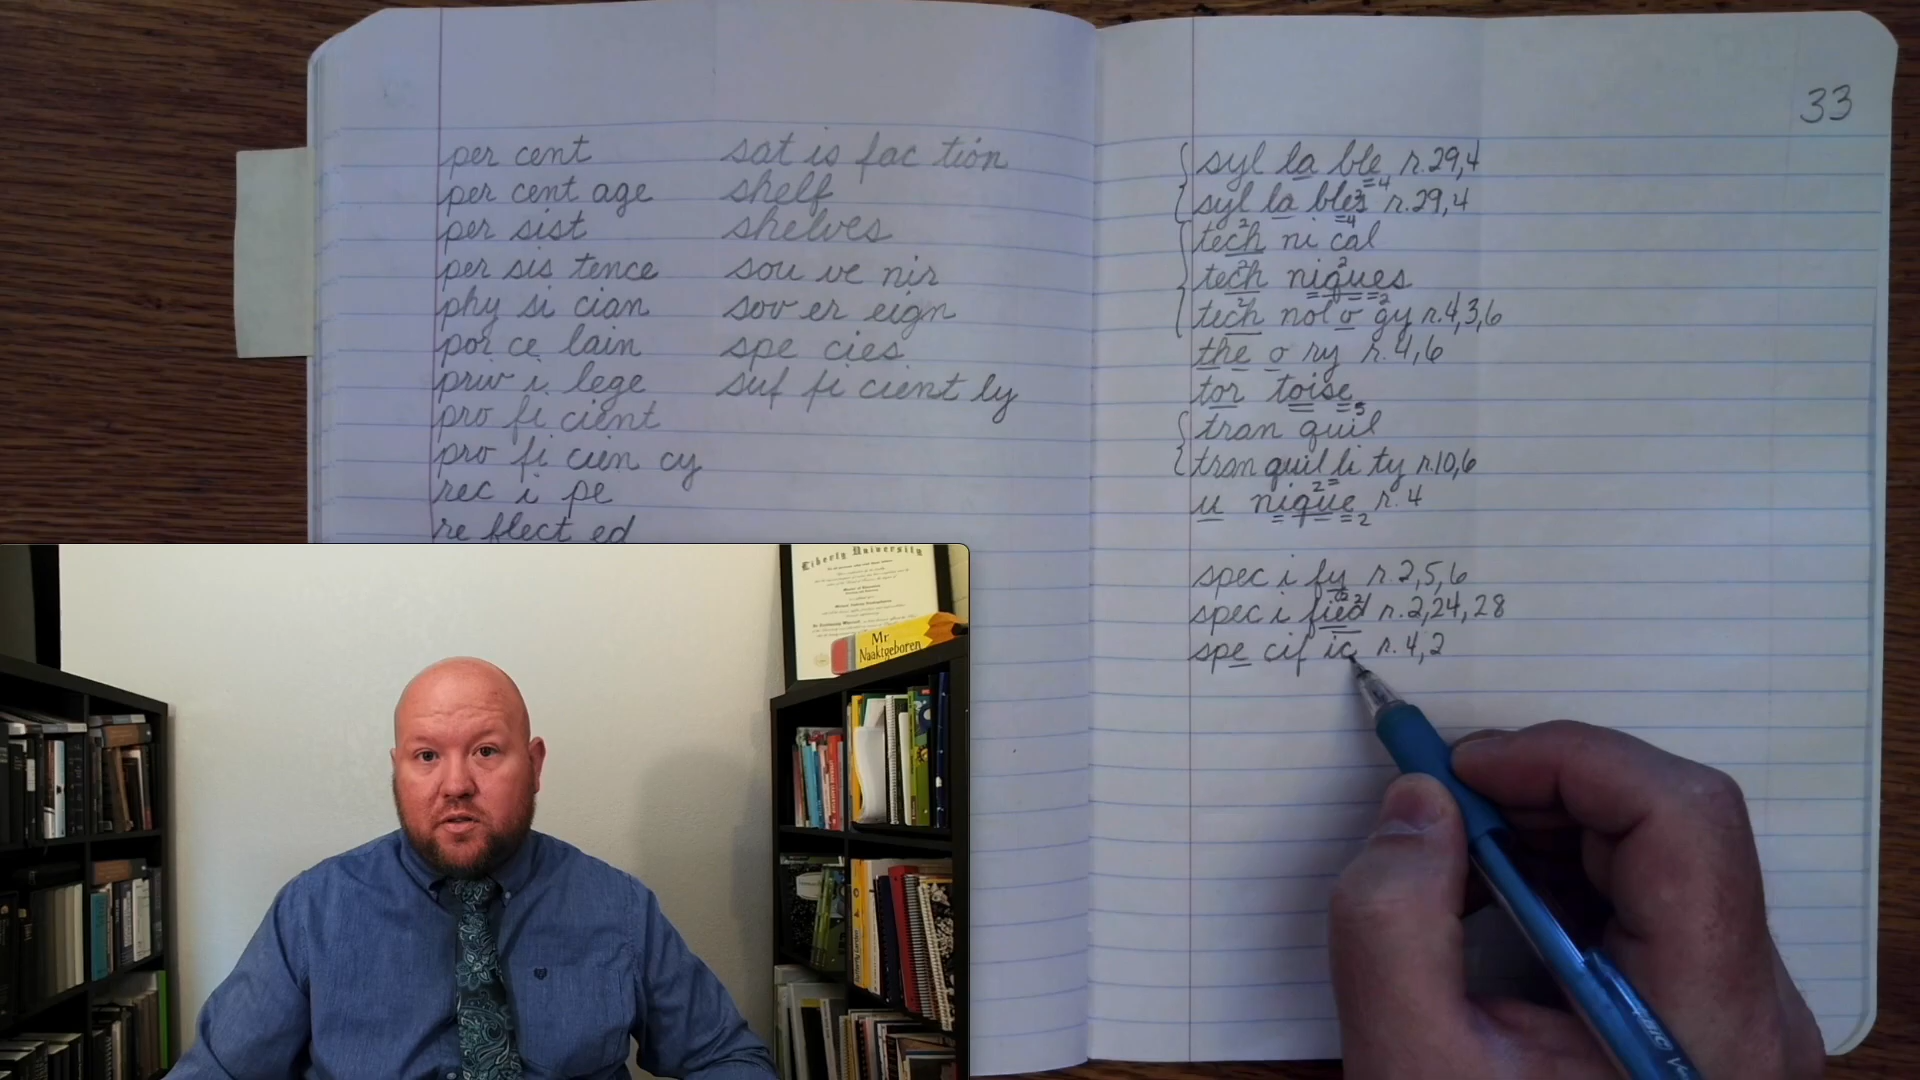 33
per cent
per cent age
per sist
per sis tence
phy si cian
por ce lain
priv i lege
pro fi cient
pro fi cien cy
rec i pe
re flect ed
sat is fac tion
shelf
shelves
sou ve nir
sov er eign
spe cies
suf fi cient ly
syl la ble r.29,4
syl la bles r.29,4
tech ni cal
tech niques
tech nol o gy r.4,3,6
the o ry r.4,6
tor toise
tran quil
tran quil li ty r.10,6
u nique r.4
spec i fy r.2,5,6
spec i fied r.2,24,28
spe cif ic r.4,2
Liberty University
Mr.
Naaktgeboren
BIC